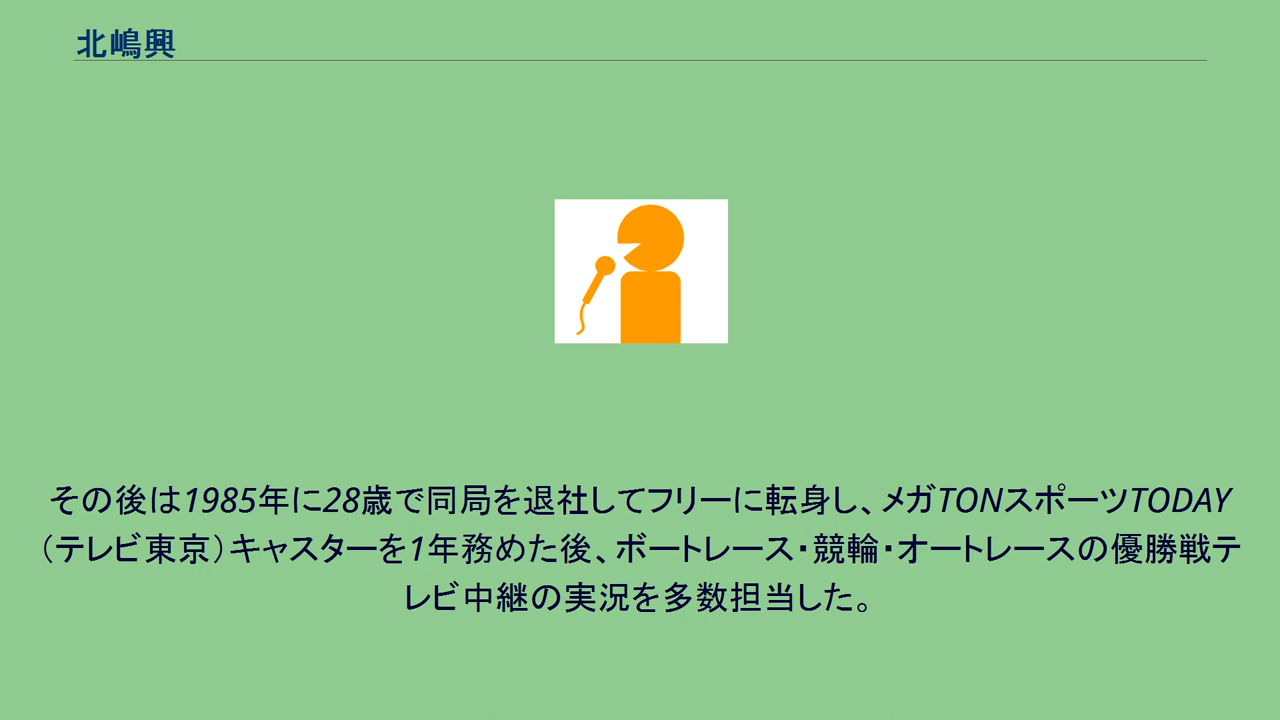 北嶋興
その後は1985年に28歳で同局を退社してフリーに転身し、メガTONスポーツTODAY
（テレビ東京）キャスターを1年務めた後、ボートレース・競輪・オートレースの優勝戦テ
レビ中継の実況を多数担当した。